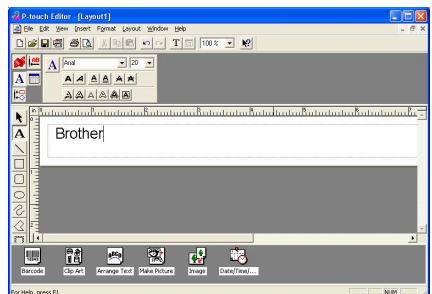 P-touch Editor - [Layout1]
File Edit View Insert Format Layout Window Help
100 %
Arial 20
Brother
Barcode Clip Art Arrange Text Make Picture Image Date/Time/...
For Help, press F1 NUM